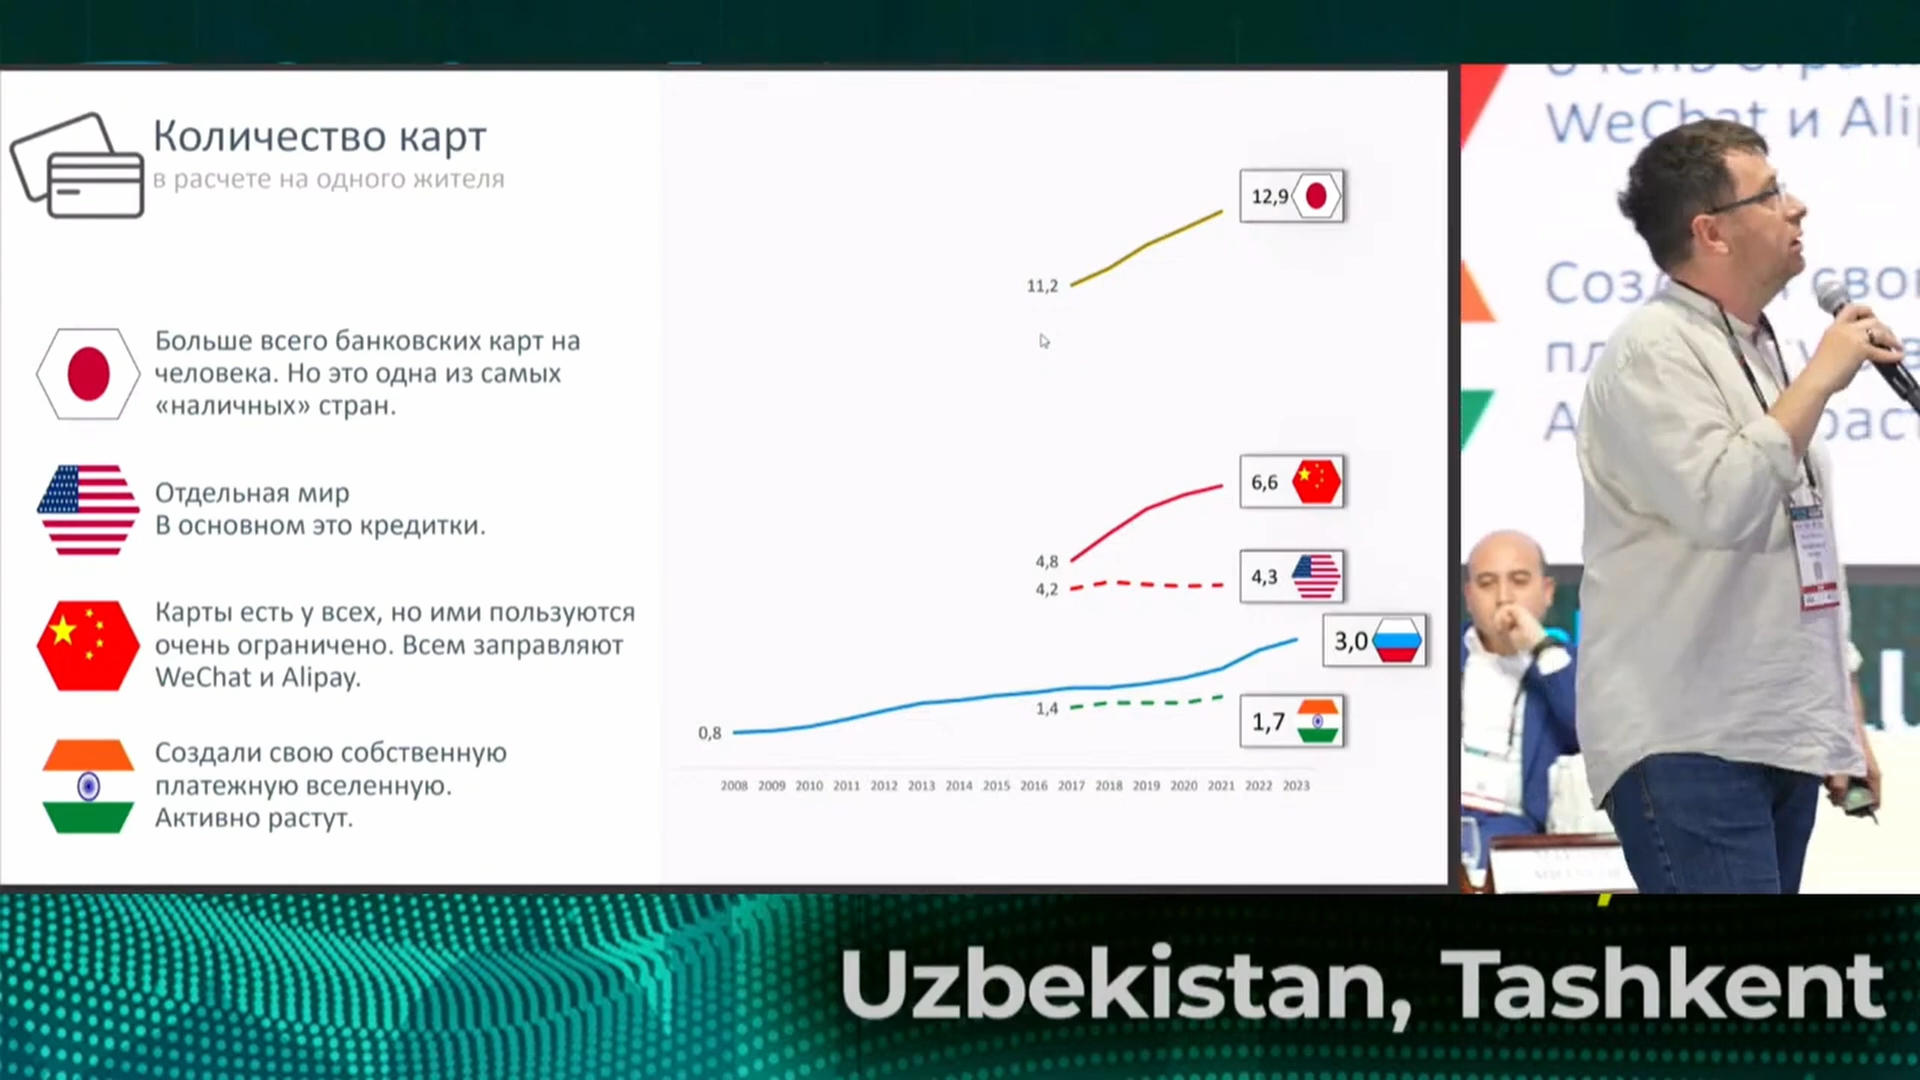 Количество карт
в расчете на одного жителя
Больше всего банковских карт на
человека. Но это одна из самых
«наличных» стран.
Отдельная мир
В основном это кредитки.
Карты есть у всех, но ими пользуются
очень ограничено. Всем заправляют
WeChat и Alipay.
Создали свою собственную
платежную вселенную.
Активно растут.
12,9
11,2
6,6
4,8
4,2
4,3
3,0
1,4
1,7
0,8
2008 2009 2010 2011 2012 2013 2014 2015 2016 2017 2018 2019 2020 2021 2022 2023
WeChat и Alip
Uzbekistan, Tashkent